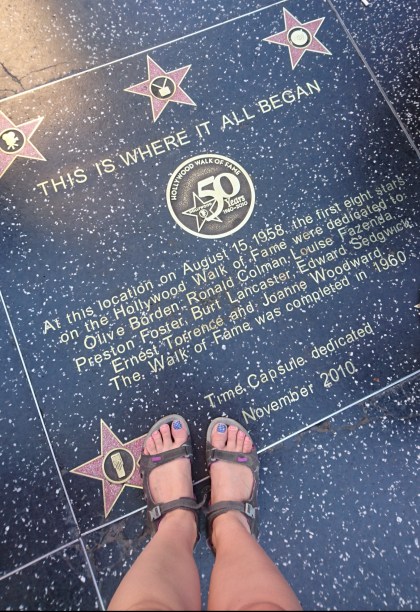 THIS IS WHERE IT ALL BEGAN
HOLLYWOOD WALK OF FAME
50
Years
1960-2010
At this location on August 15, 1958, the first eight stars
on the Hollywood Walk of Fame were dedicated to
Olive Borden, Ronald Colman, Louise Fazenda,
Preston Foster, Burt Lancaster, Edward Sedgwick,
Ernest Torrence and Joanne Woodward.
The Walk of Fame was completed in 1960.
Time Capsule dedicated
November 2010